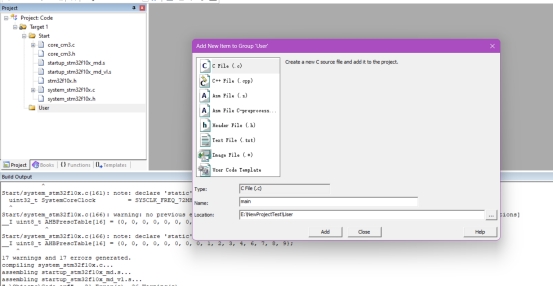 Project
Project: Code
Target 1
Start
core_cm3.c
core_cm3.h
startup_stm32f10x_md.s
startup_stm32f10x_md_vl.s
stm32f10x.h
system_stm32f10x.c
system_stm32f10x.h
User
Project Books {} Functions Templates
Add New Item to Group 'User'
C File (.c)
C++ File (.cpp)
Asm File (.s)
Asm File C-preprocess...
Header File (.h)
Text File (.txt)
Image File (.*)
User Code Template
Create a new C source file and add it to the project.
Type: C File (.c)
Name: main
Location: E:\NewProjectText\User ...
Add Close Help
Build Output
Start/system_stm32f10x.c(161): note: declare 'static'
uint32_t SystemCoreClock = SYSCLK_FREQ_72MH
^
Start/system_stm32f10x.c(166): warning: no previous e
ions]
__I uint8_t AHBPrescTable[16] = {0, 0, 0, 0, 0, 0,
^
Start/system_stm32f10x.c(166): note: declare 'static'
__I uint8_t AHBPrescTable[16] = {0, 0, 0, 0, 0, 0, 0, 0, 1, 2, 3, 4, 6, 7, 8, 9};
^
17 warnings and 17 errors generated.
compiling system_stm32f10x.c...
assembling startup_stm32f10x_md.s...
assembling startup_stm32f10x_md_vl.s...